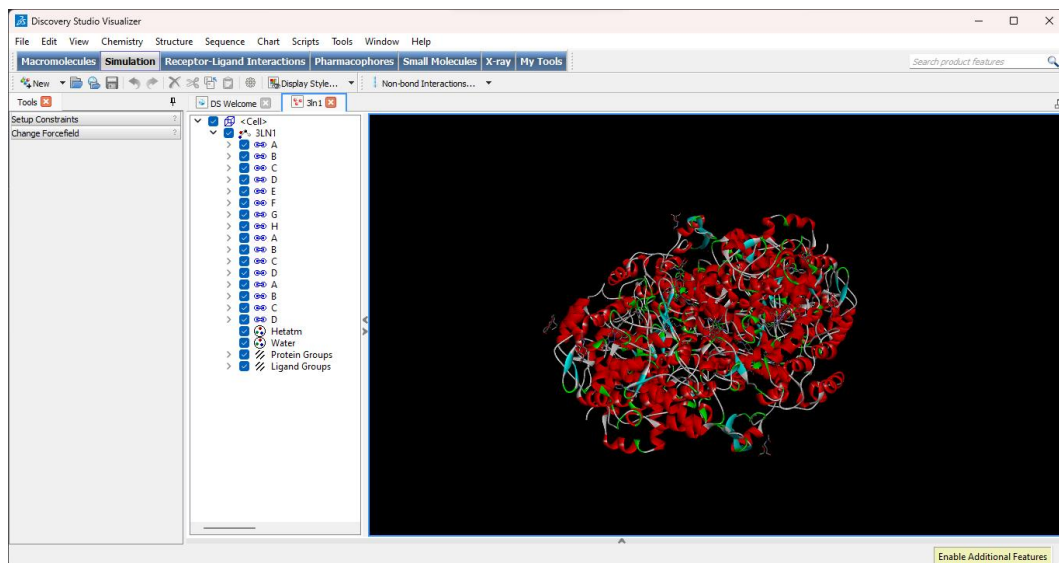 Discovery Studio Visualizer
File Edit View Chemistry Structure Sequence Chart Scripts Tools Window Help
Macromolecules Simulation Receptor-Ligand Interactions Pharmacophores Small Molecules X-ray My Tools Search product features
New Display Style... Non-bond Interactions...
Tools DS Welcome 3ln1
Setup Constraints ?
Change Forcefield ?
<Cell>
3LN1
A
B
C
D
E
F
G
H
A
B
C
D
A
B
C
D
Hetatm
Water
Protein Groups
Ligand Groups
Enable Additional Features